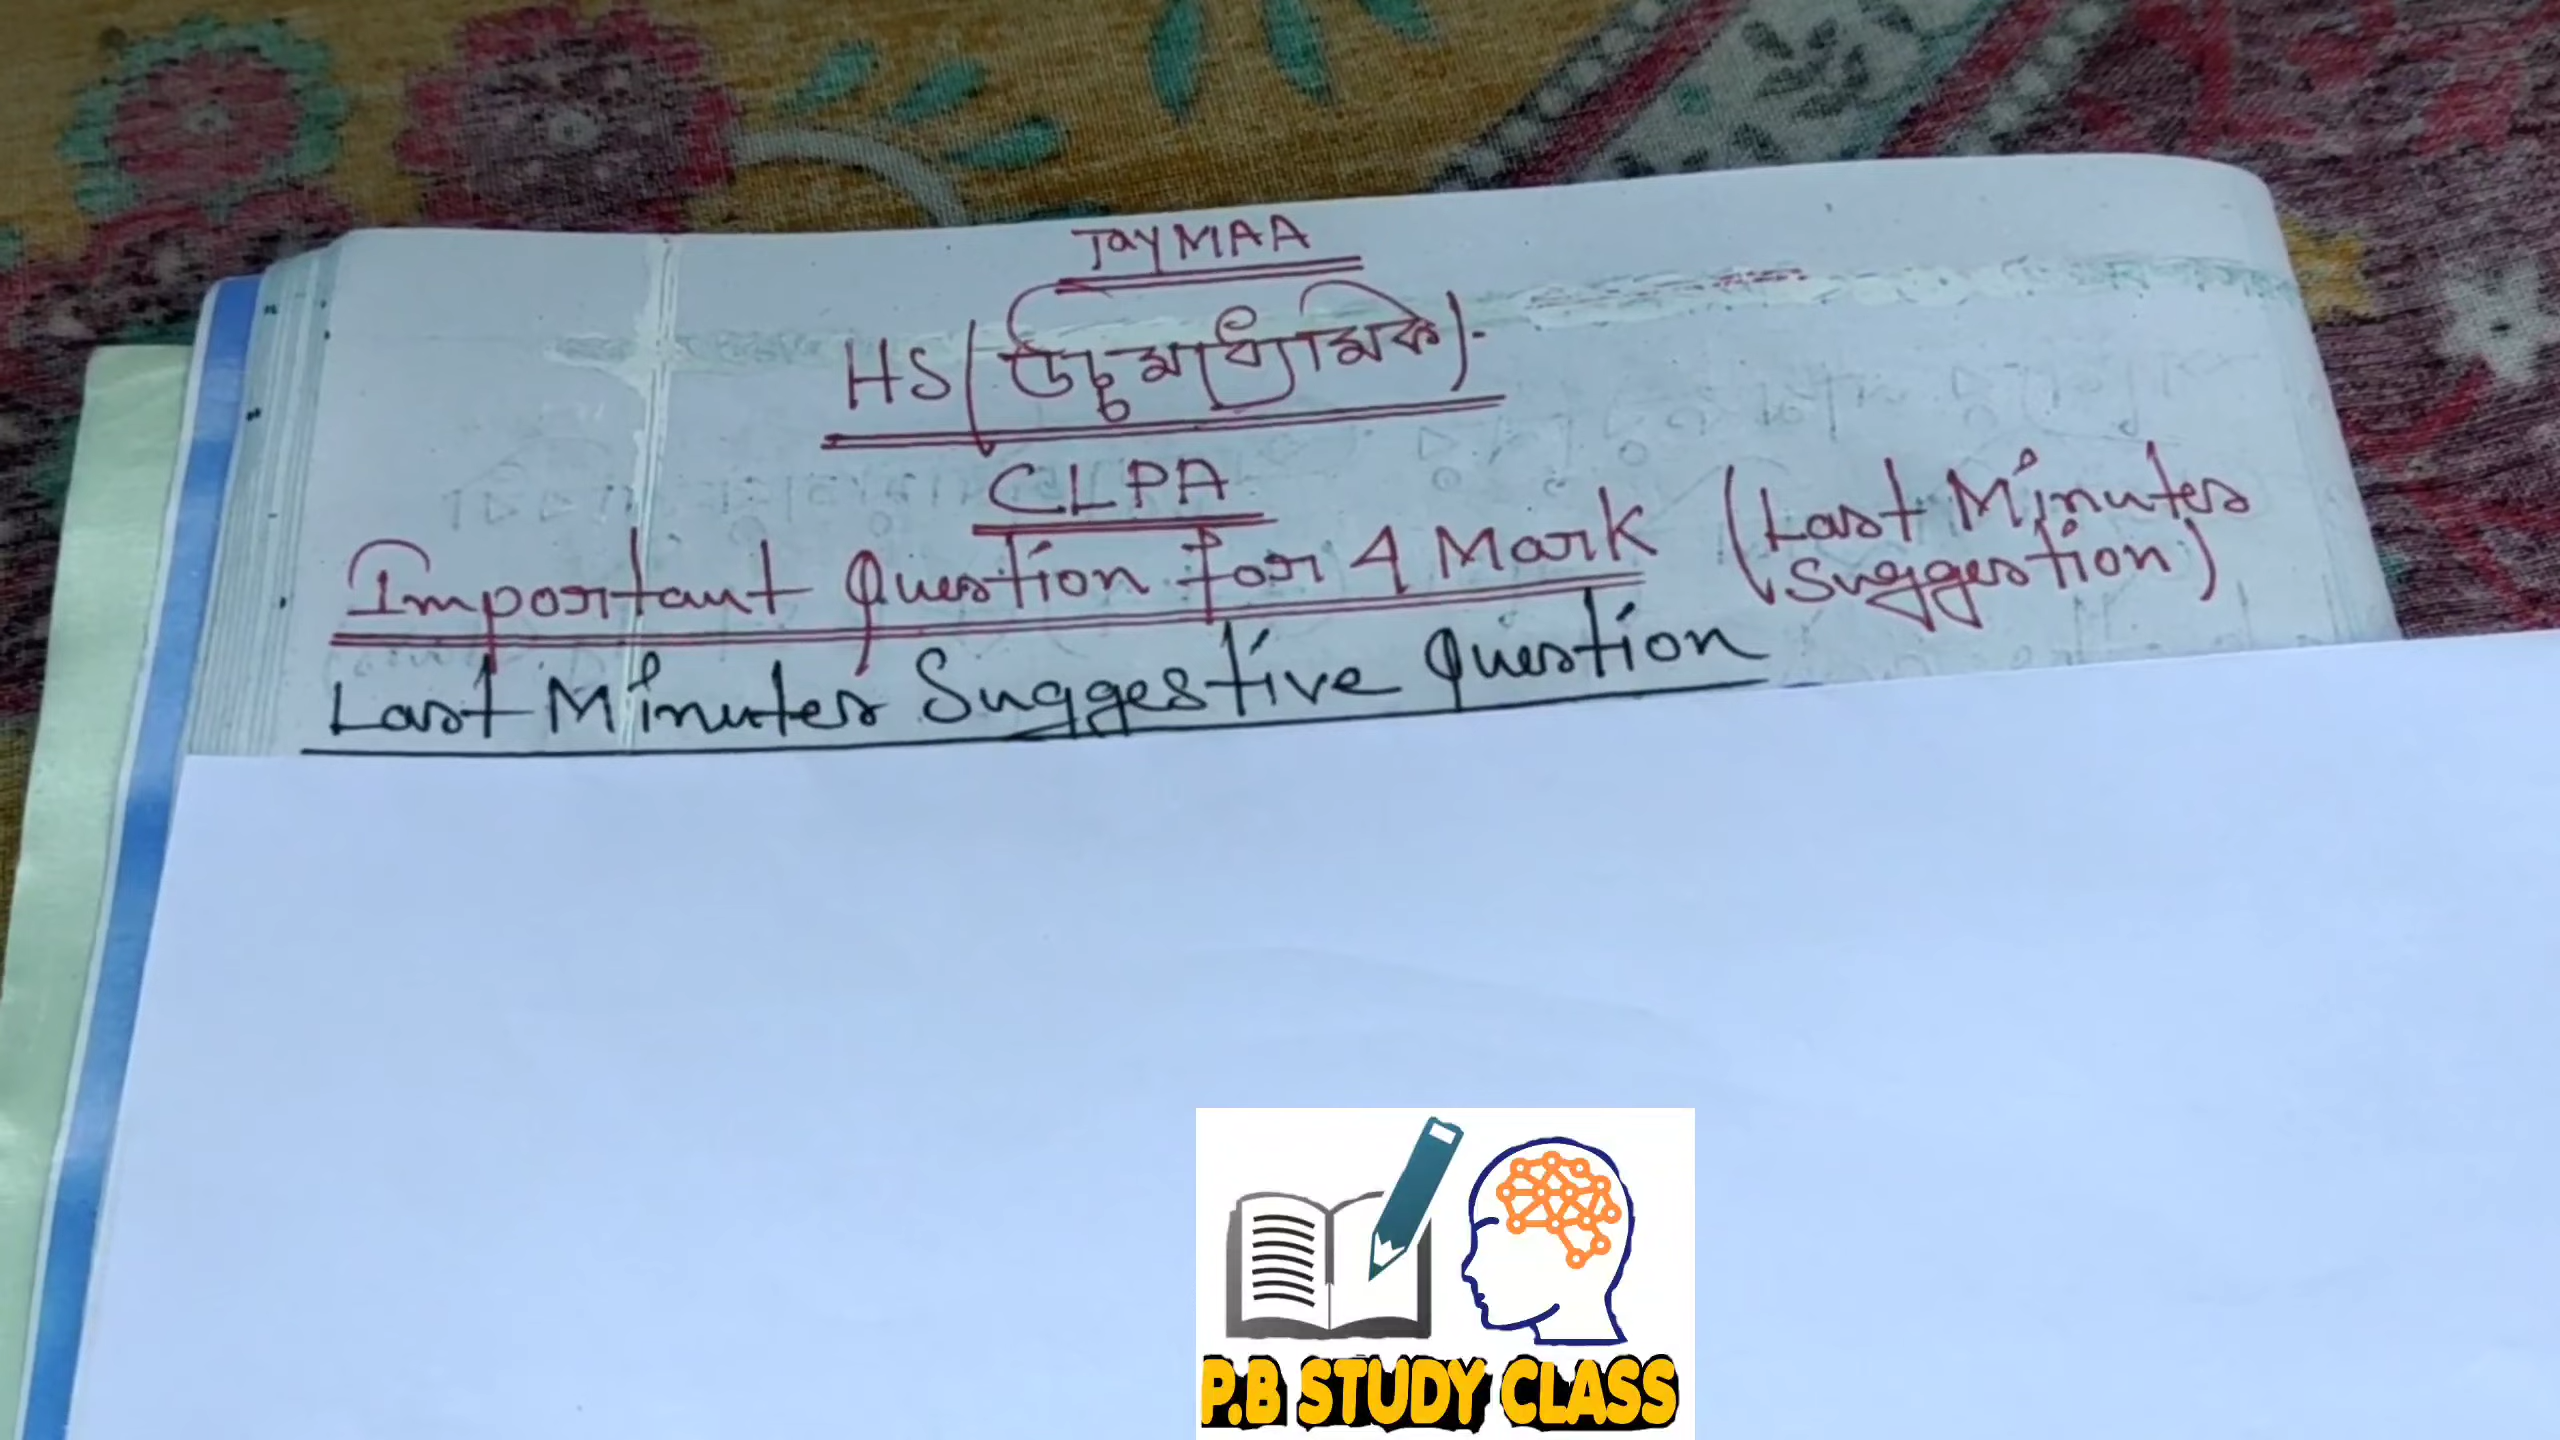 Jay MAA
HS (উচ্চমাধ্যমিক).
CLPA
Important Question for 4 Mark (Last Minutes Suggestion)
Last Minutes Suggestive Question
P.B STUDY CLASS